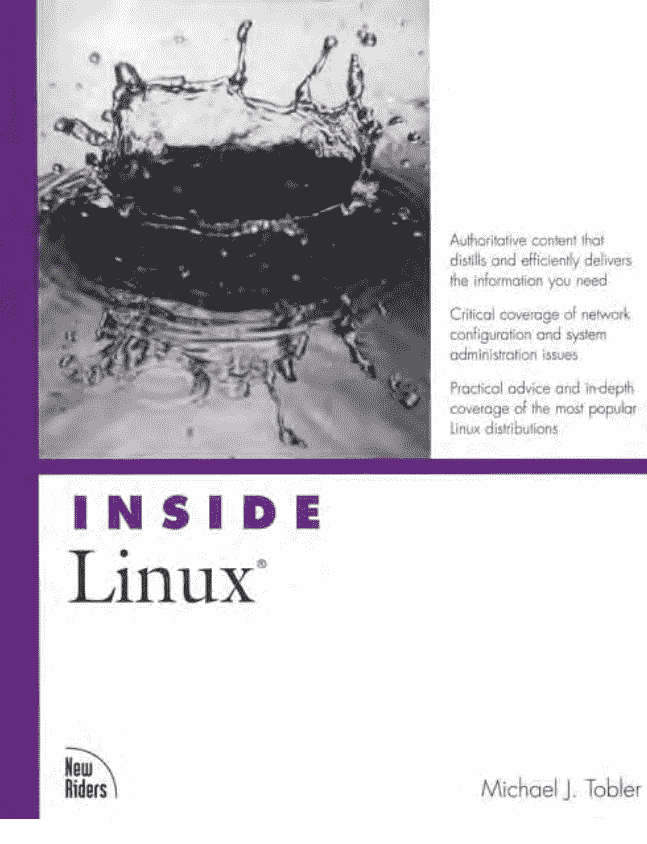 Authoritative content that
distills and efficiently delivers
the information you need
Critical coverage of network
configuration and system
administration issues
Practical advice and in-depth
coverage of the most popular
Linux distributions
INSIDE
Linux®
New
Riders
Michael J. Tobler